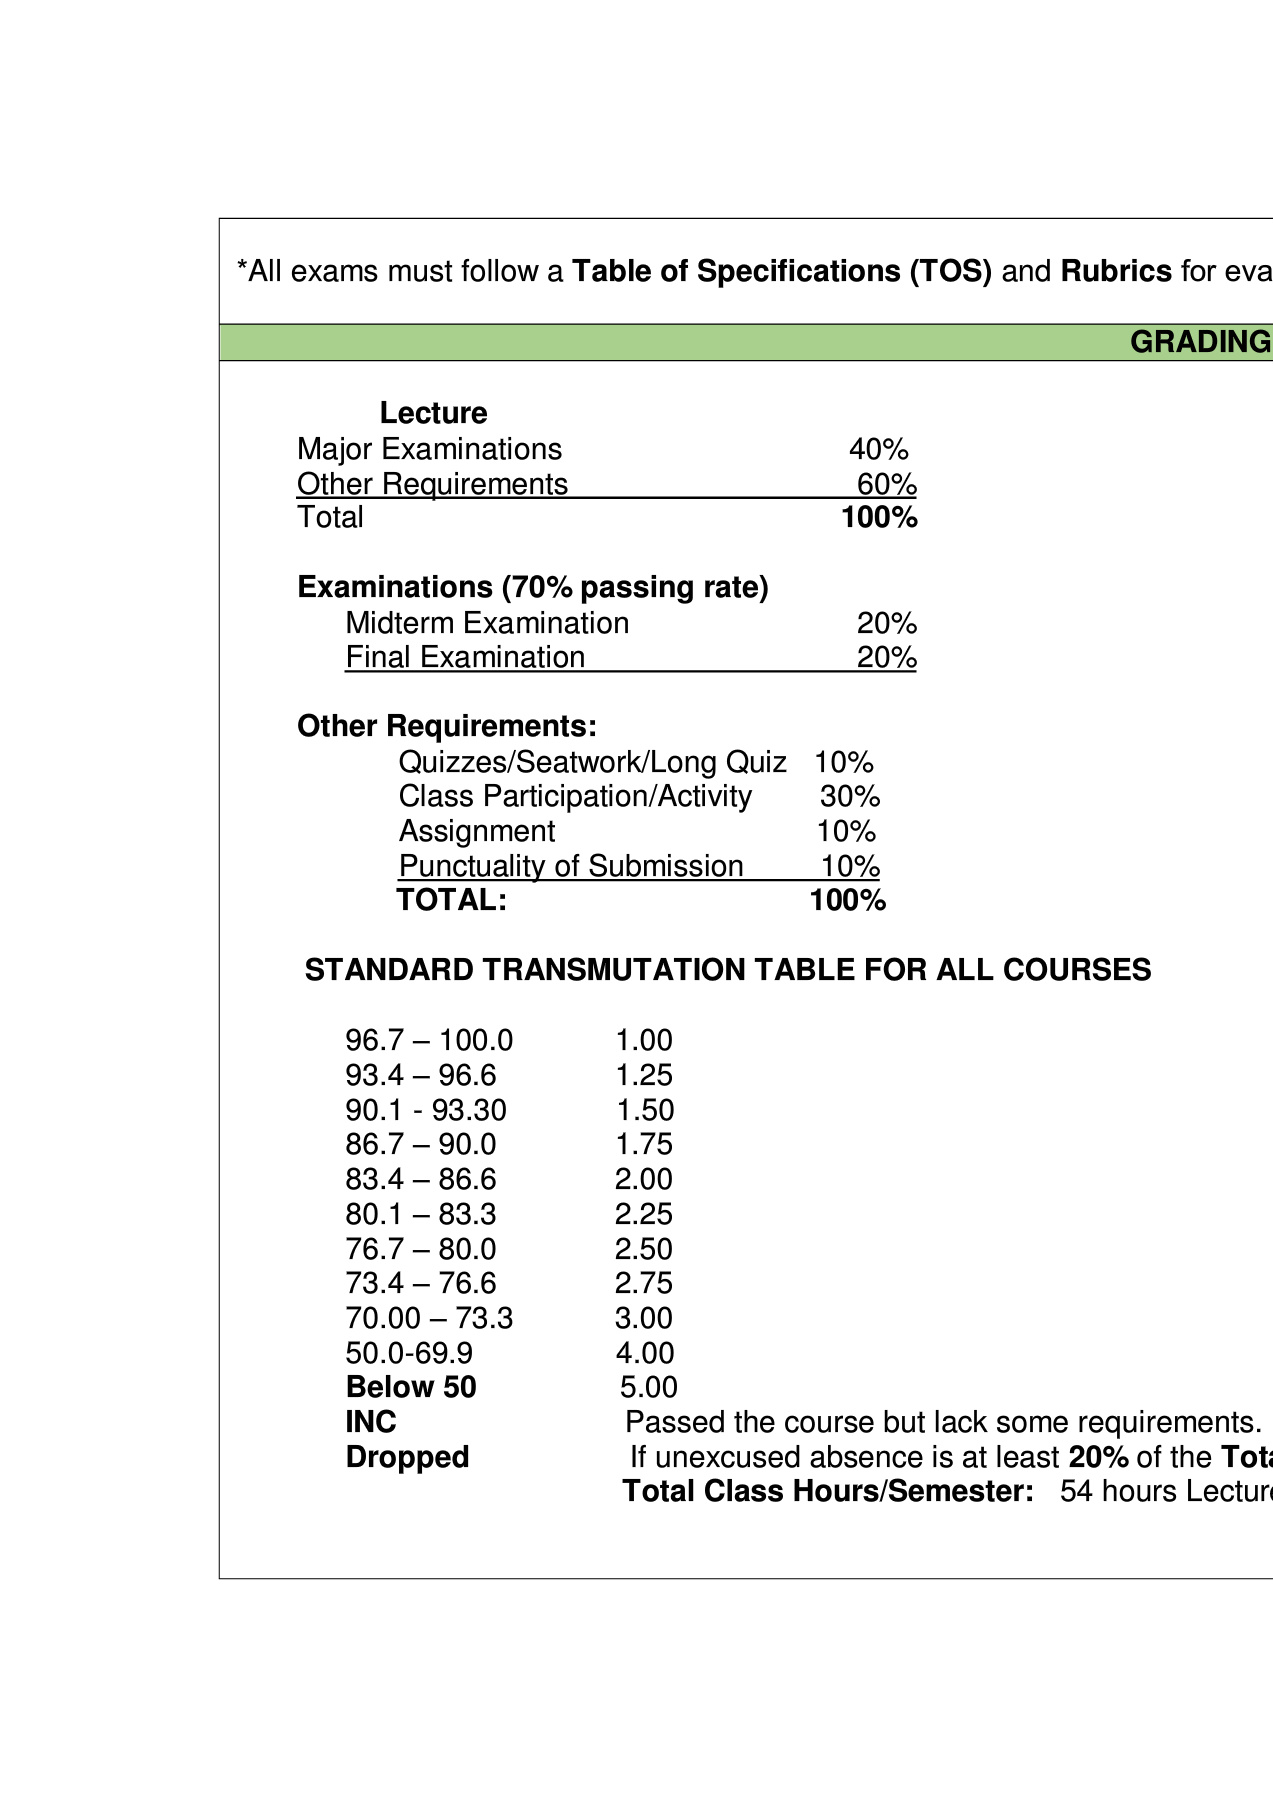 *All exams must follow a Table of Specifications (TOS) and Rubrics for eva
GRADING
Lecture
Major Examinations 40%
Other Requirements 60%
Total 100%
Examinations (70% passing rate)
Midterm Examination 20%
Final Examination 20%
Other Requirements:
Quizzes/Seatwork/Long Quiz 10%
Class Participation/Activity 30%
Assignment 10%
Punctuality of Submission 10%
TOTAL: 100%
STANDARD TRANSMUTATION TABLE FOR ALL COURSES
96.7 – 100.0 1.00
93.4 – 96.6 1.25
90.1 - 93.30 1.50
86.7 – 90.0 1.75
83.4 – 86.6 2.00
80.1 – 83.3 2.25
76.7 – 80.0 2.50
73.4 – 76.6 2.75
70.00 – 73.3 3.00
50.0-69.9 4.00
Below 50 5.00
INC Passed the course but lack some requirements.
Dropped If unexcused absence is at least 20% of the Tota
Total Class Hours/Semester: 54 hours Lecture